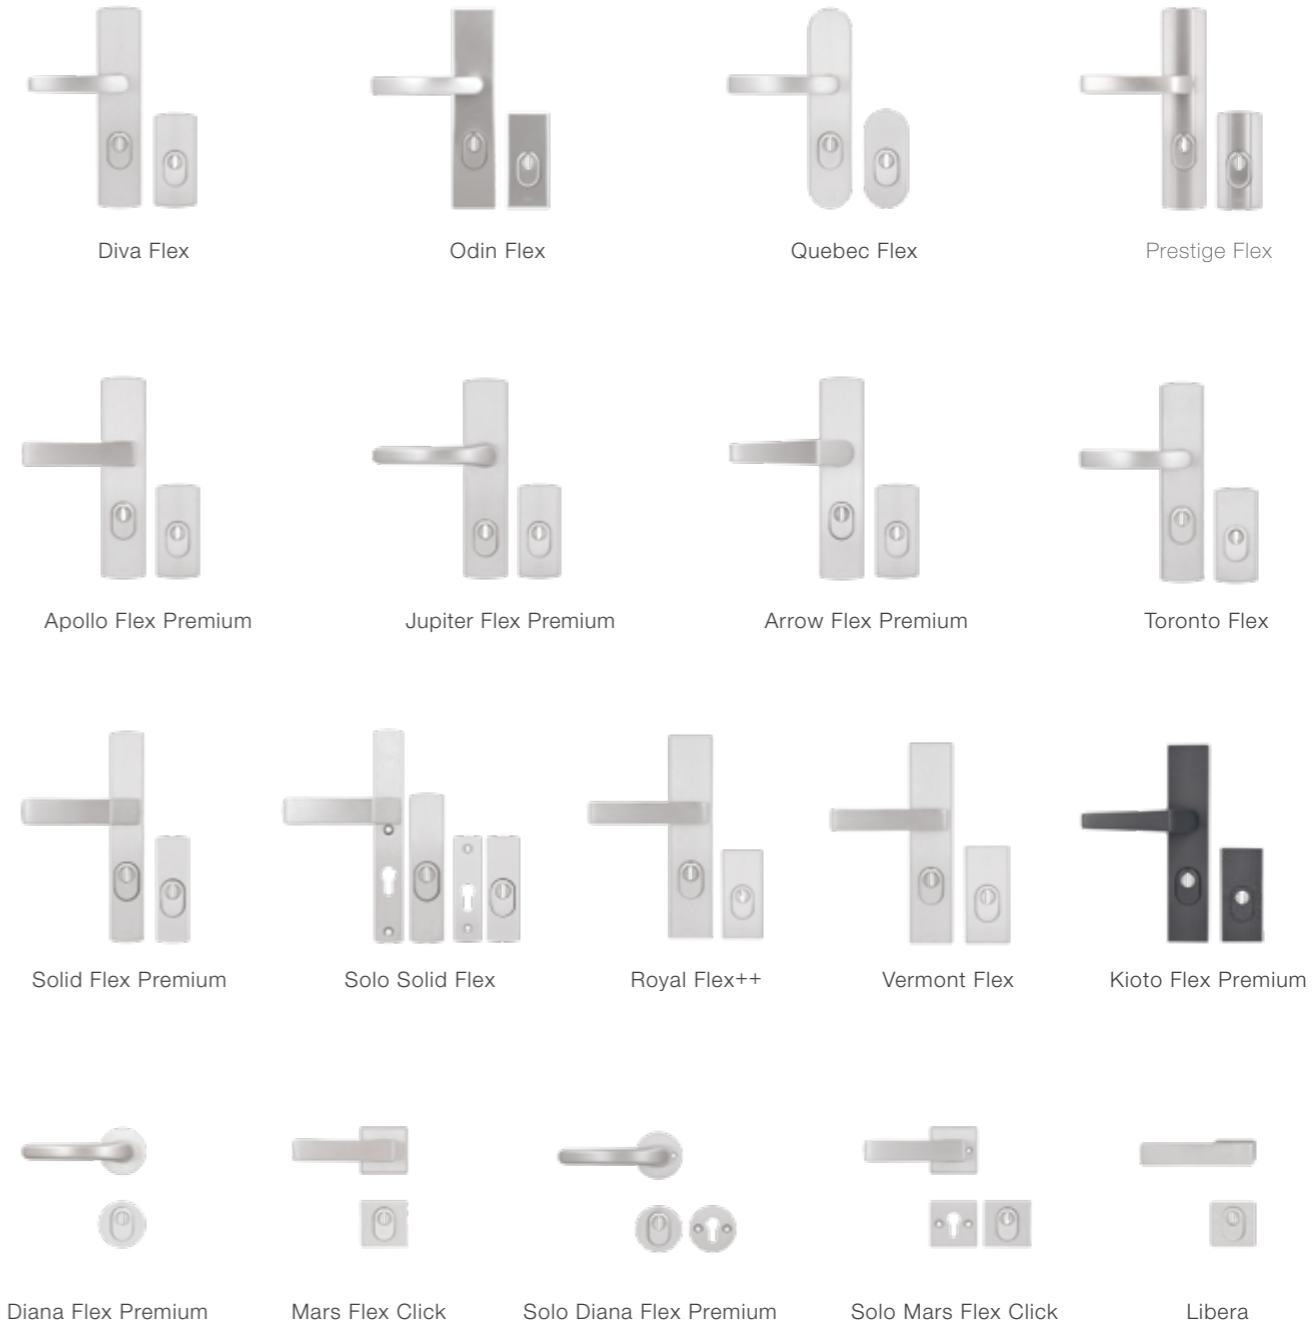 Diva Flex
Odin Flex
Quebec Flex
Prestige Flex
Apollo Flex Premium
Jupiter Flex Premium
Arrow Flex Premium
Toronto Flex
Solid Flex Premium
Solo Solid Flex
Royal Flex++
Vermont Flex
Kioto Flex Premium
Diana Flex Premium
Mars Flex Click
Solo Diana Flex Premium
Solo Mars Flex Click
Libera